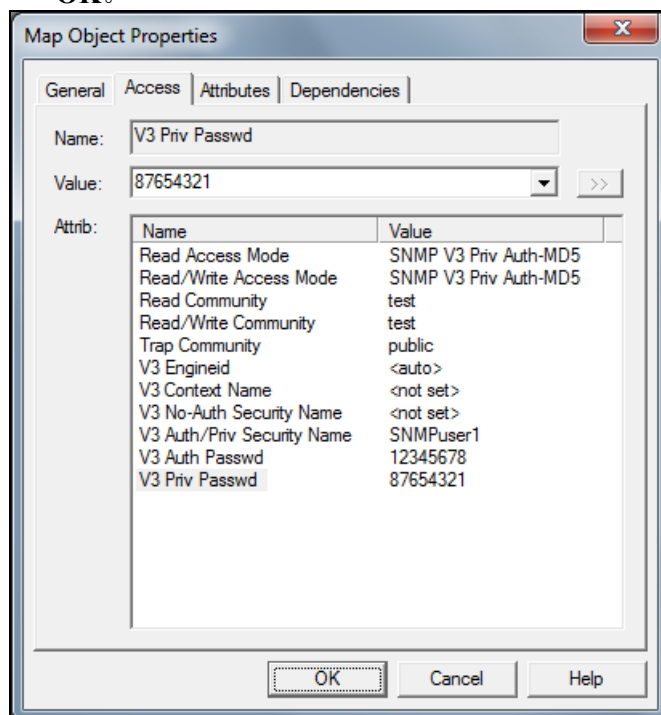 OK。
Map Object Properties
General Access Attributes Dependencies
Name: V3 Priv Passwd
Value: 87654321 >>
Attrib: Name Value
Read Access Mode SNMP V3 Priv Auth-MD5
Read/Write Access Mode SNMP V3 Priv Auth-MD5
Read Community test
Read/Write Community test
Trap Community public
V3 Engineid <auto>
V3 Context Name <not set>
V3 No-Auth Security Name <not set>
V3 Auth/Priv Security Name SNMPuser1
V3 Auth Passwd 12345678
V3 Priv Passwd 87654321
OK Cancel Help